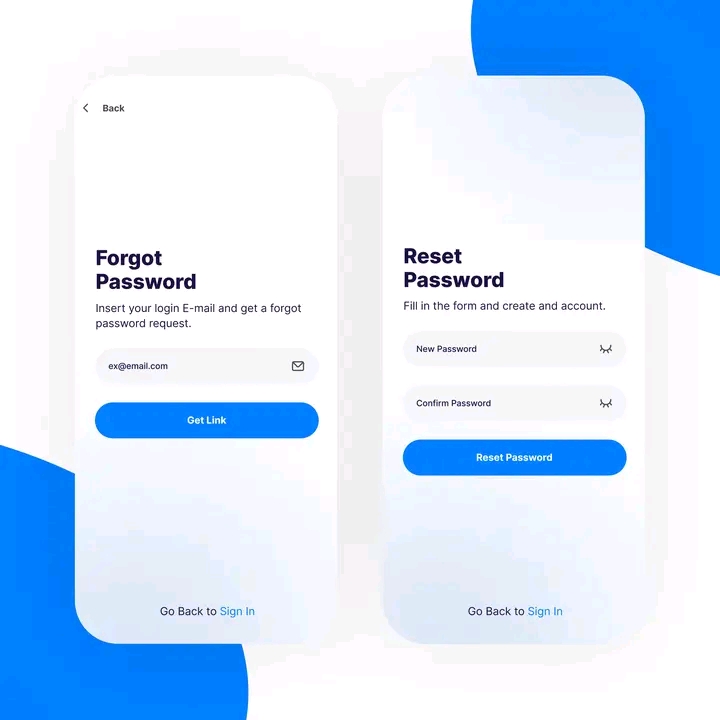 Back
Forgot
Password
Insert your login E-mail and get a forgot
password request.
ex@email.com
Get Link
Go Back to Sign In
Reset
Password
Fill in the form and create and account.
New Password
Confirm Password
Reset Password
Go Back to Sign In